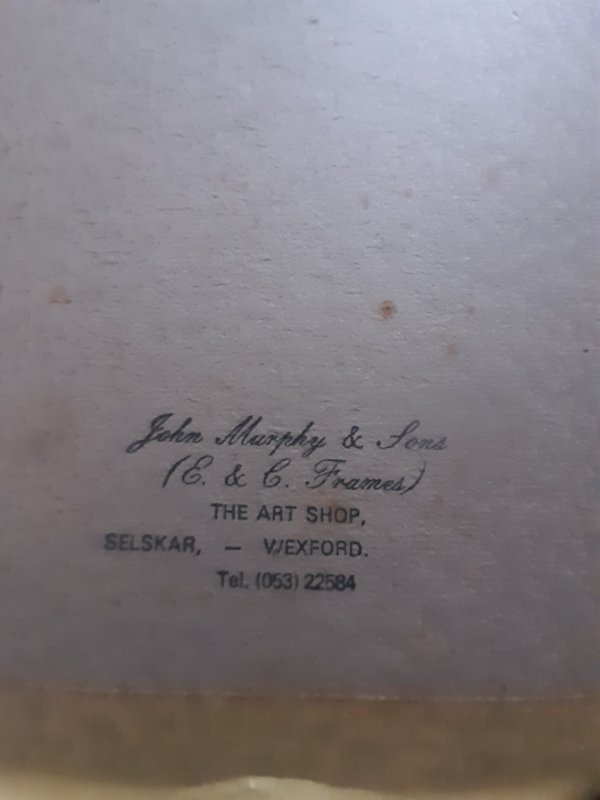 John Murphy & Sons
(E. & C. Frames)
THE ART SHOP,
SELSKAR, — WEXFORD.
Tel. (053) 22584